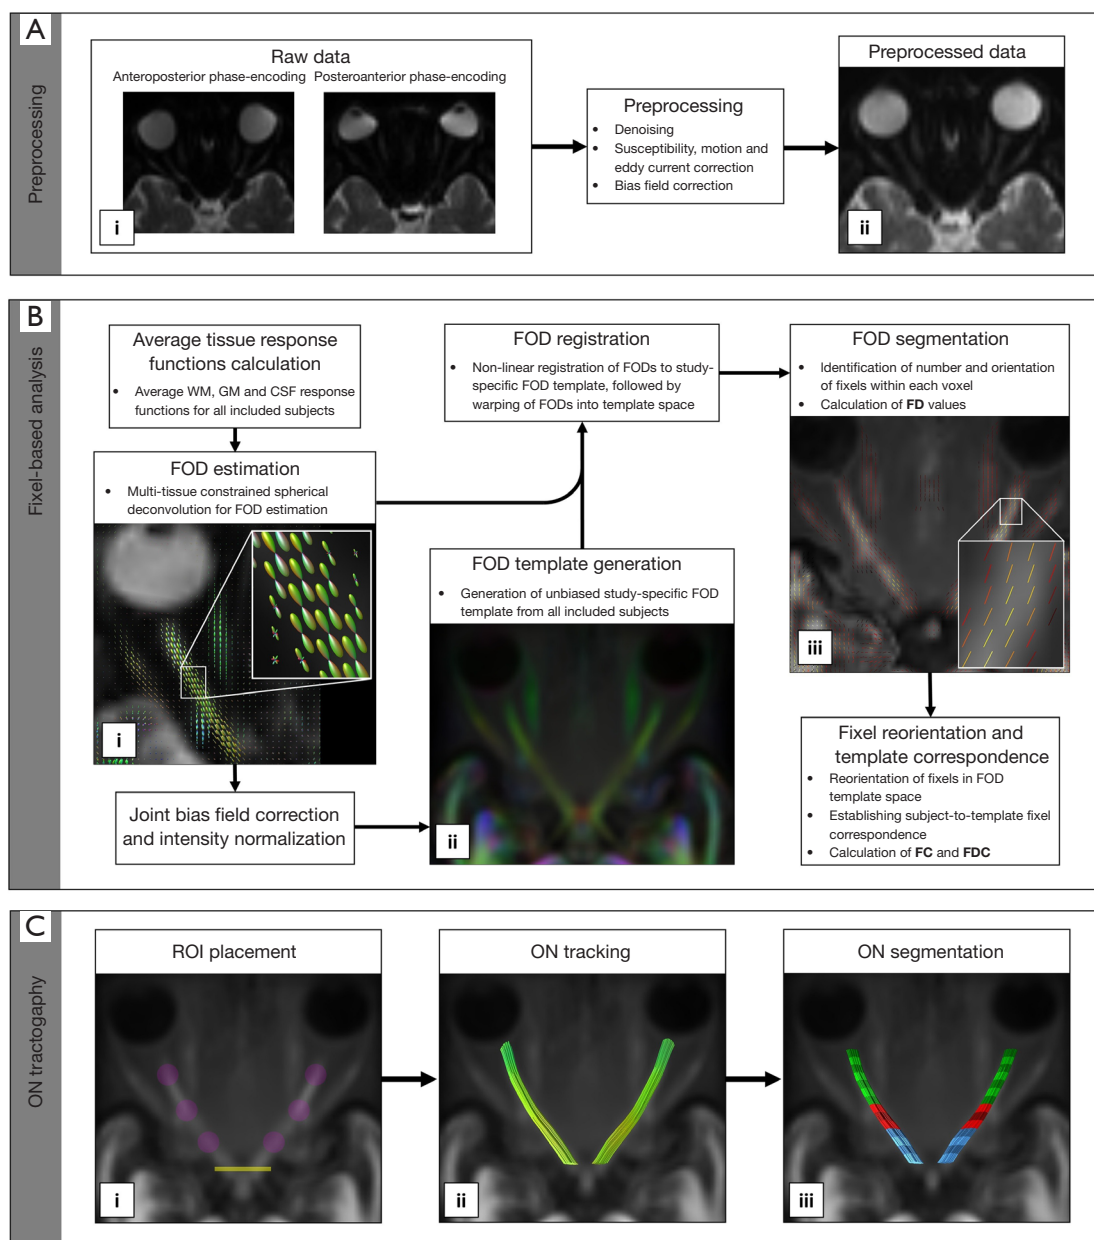 A
Preprocessing
Raw data
Anteroposterior phase-encoding
Posteroanterior phase-encoding
i
Preprocessing
• Denoising
• Susceptibility, motion and
eddy current correction
• Bias field correction
Preprocessed data
ii
B
Fixel-based analysis
Average tissue response
functions calculation
• Average WM, GM and CSF response
functions for all included subjects
FOD estimation
• Multi-tissue constrained spherical
deconvolution for FOD estimation
i
Joint bias field correction
and intensity normalization
FOD registration
• Non-linear registration of FODs to study-
specific FOD template, followed by
warping of FODs into template space
FOD template generation
• Generation of unbiased study-specific FOD
template from all included subjects
ii
FOD segmentation
• Identification of number and orientation
of fixels within each voxel
• Calculation of FD values
iii
Fixel reorientation and
template correspondence
• Reorientation of fixels in FOD
template space
• Establishing subject-to-template fixel
correspondence
• Calculation of FC and FDC
C
ON tractography
ROI placement
i
ON tracking
ii
ON segmentation
iii